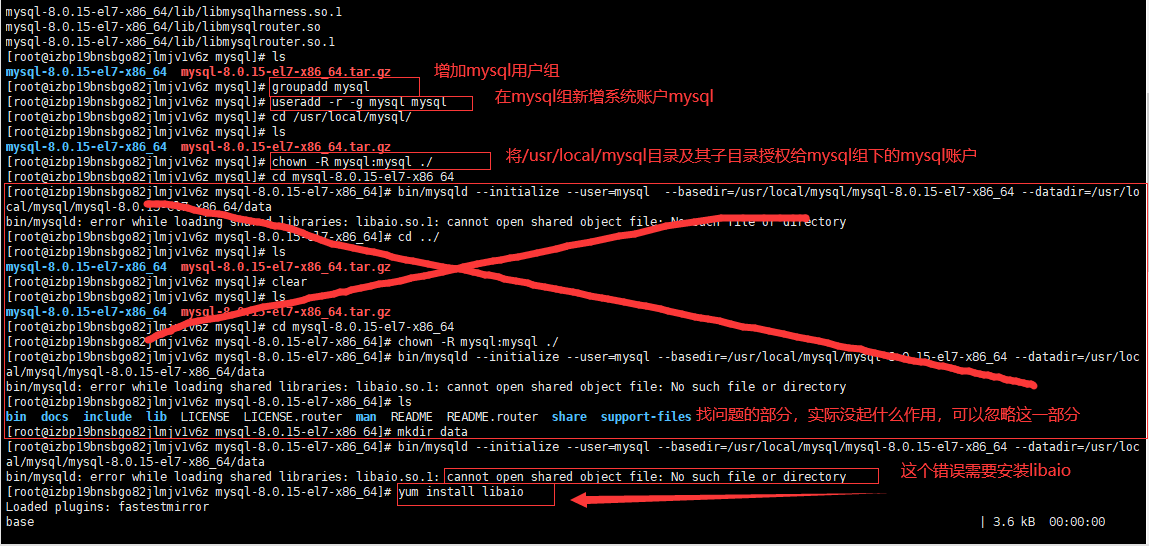 mysql-8.0.15-el7-x86_64/lib/libmysqlharness.so.1
mysql-8.0.15-el7-x86_64/lib/libmysqlrouter.so
mysql-8.0.15-el7-x86_64/lib/libmysqlrouter.so.1
[root@izbp19bnsbgo82jlmjv1v6z mysql]# ls
mysql-8.0.15-el7-x86_64  mysql-8.0.15-el7-x86_64.tar.gz
增加mysql用户组
[root@izbp19bnsbgo82jlmjv1v6z mysql]# groupadd mysql
[root@izbp19bnsbgo82jlmjv1v6z mysql]# useradd -r -g mysql mysql
在mysql组新增系统账户mysql
[root@izbp19bnsbgo82jlmjv1v6z mysql]# cd /usr/local/mysql/
[root@izbp19bnsbgo82jlmjv1v6z mysql]# ls
mysql-8.0.15-el7-x86_64  mysql-8.0.15-el7-x86_64.tar.gz
[root@izbp19bnsbgo82jlmjv1v6z mysql]# chown -R mysql:mysql ./
将/usr/local/mysql目录及其子目录授权给mysql组下的mysql账户
[root@izbp19bnsbgo82jlmjv1v6z mysql]# cd mysql-8.0.15-el7-x86_64
[root@izbp19bnsbgo82jlmjv1v6z mysql-8.0.15-el7-x86_64]# bin/mysqld --initialize --user=mysql  --basedir=/usr/local/mysql/mysql-8.0.15-el7-x86_64 --datadir=/usr/lo
cal/mysql/mysql-8.0.15-el7-x86_64/data
bin/mysqld: error while loading shared libraries: libaio.so.1: cannot open shared object file: No such file or directory
[root@izbp19bnsbgo82jlmjv1v6z mysql-8.0.15-el7-x86_64]# cd ../
[root@izbp19bnsbgo82jlmjv1v6z mysql]# ls
mysql-8.0.15-el7-x86_64  mysql-8.0.15-el7-x86_64.tar.gz
[root@izbp19bnsbgo82jlmjv1v6z mysql]# clear
[root@izbp19bnsbgo82jlmjv1v6z mysql]# ls
mysql-8.0.15-el7-x86_64  mysql-8.0.15-el7-x86_64.tar.gz
[root@izbp19bnsbgo82jlmjv1v6z mysql]# cd mysql-8.0.15-el7-x86_64
[root@izbp19bnsbgo82jlmjv1v6z mysql-8.0.15-el7-x86_64]# chown -R mysql:mysql ./
[root@izbp19bnsbgo82jlmjv1v6z mysql-8.0.15-el7-x86_64]# bin/mysqld --initialize --user=mysql --basedir=/usr/local/mysql/mysql-8.0.15-el7-x86_64 --datadir=/usr/loc
al/mysql/mysql-8.0.15-el7-x86_64/data
bin/mysqld: error while loading shared libraries: libaio.so.1: cannot open shared object file: No such file or directory
[root@izbp19bnsbgo82jlmjv1v6z mysql-8.0.15-el7-x86_64]# ls
bin  docs  include  lib  LICENSE  LICENSE.router  man  README  README.router  share  support-files
找问题的部分，实际没起什么作用，可以忽略这一部分
[root@izbp19bnsbgo82jlmjv1v6z mysql-8.0.15-el7-x86_64]# mkdir data
[root@izbp19bnsbgo82jlmjv1v6z mysql-8.0.15-el7-x86_64]# bin/mysqld --initialize --user=mysql --basedir=/usr/local/mysql/mysql-8.0.15-el7-x86_64 --datadir=/usr/loc
al/mysql/mysql-8.0.15-el7-x86_64/data
bin/mysqld: error while loading shared libraries: libaio.so.1: cannot open shared object file: No such file or directory
这个错误需要安装libaio
[root@izbp19bnsbgo82jlmjv1v6z mysql-8.0.15-el7-x86_64]# yum install libaio
Loaded plugins: fastestmirror
base | 3.6 kB  00:00:00